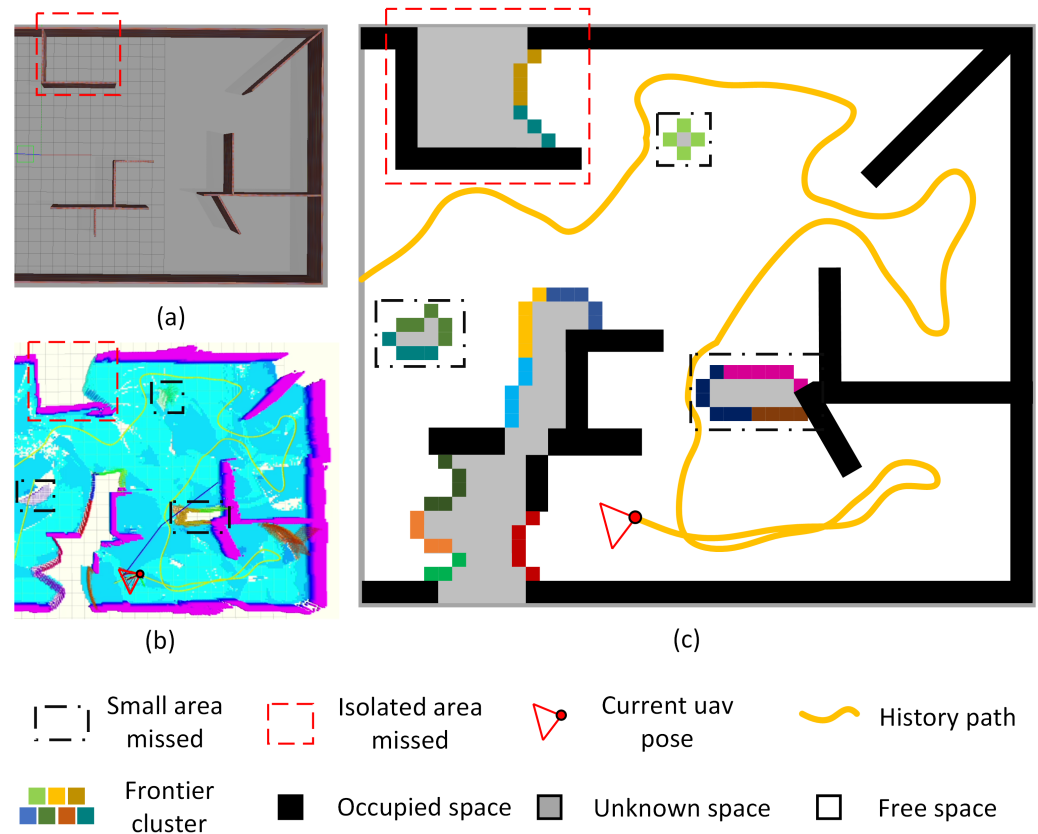 (a)
(b)
(c)
Small area
missed
Isolated area
missed
Current uav
pose
History path
Frontier
cluster
Occupied space
Unknown space
Free space